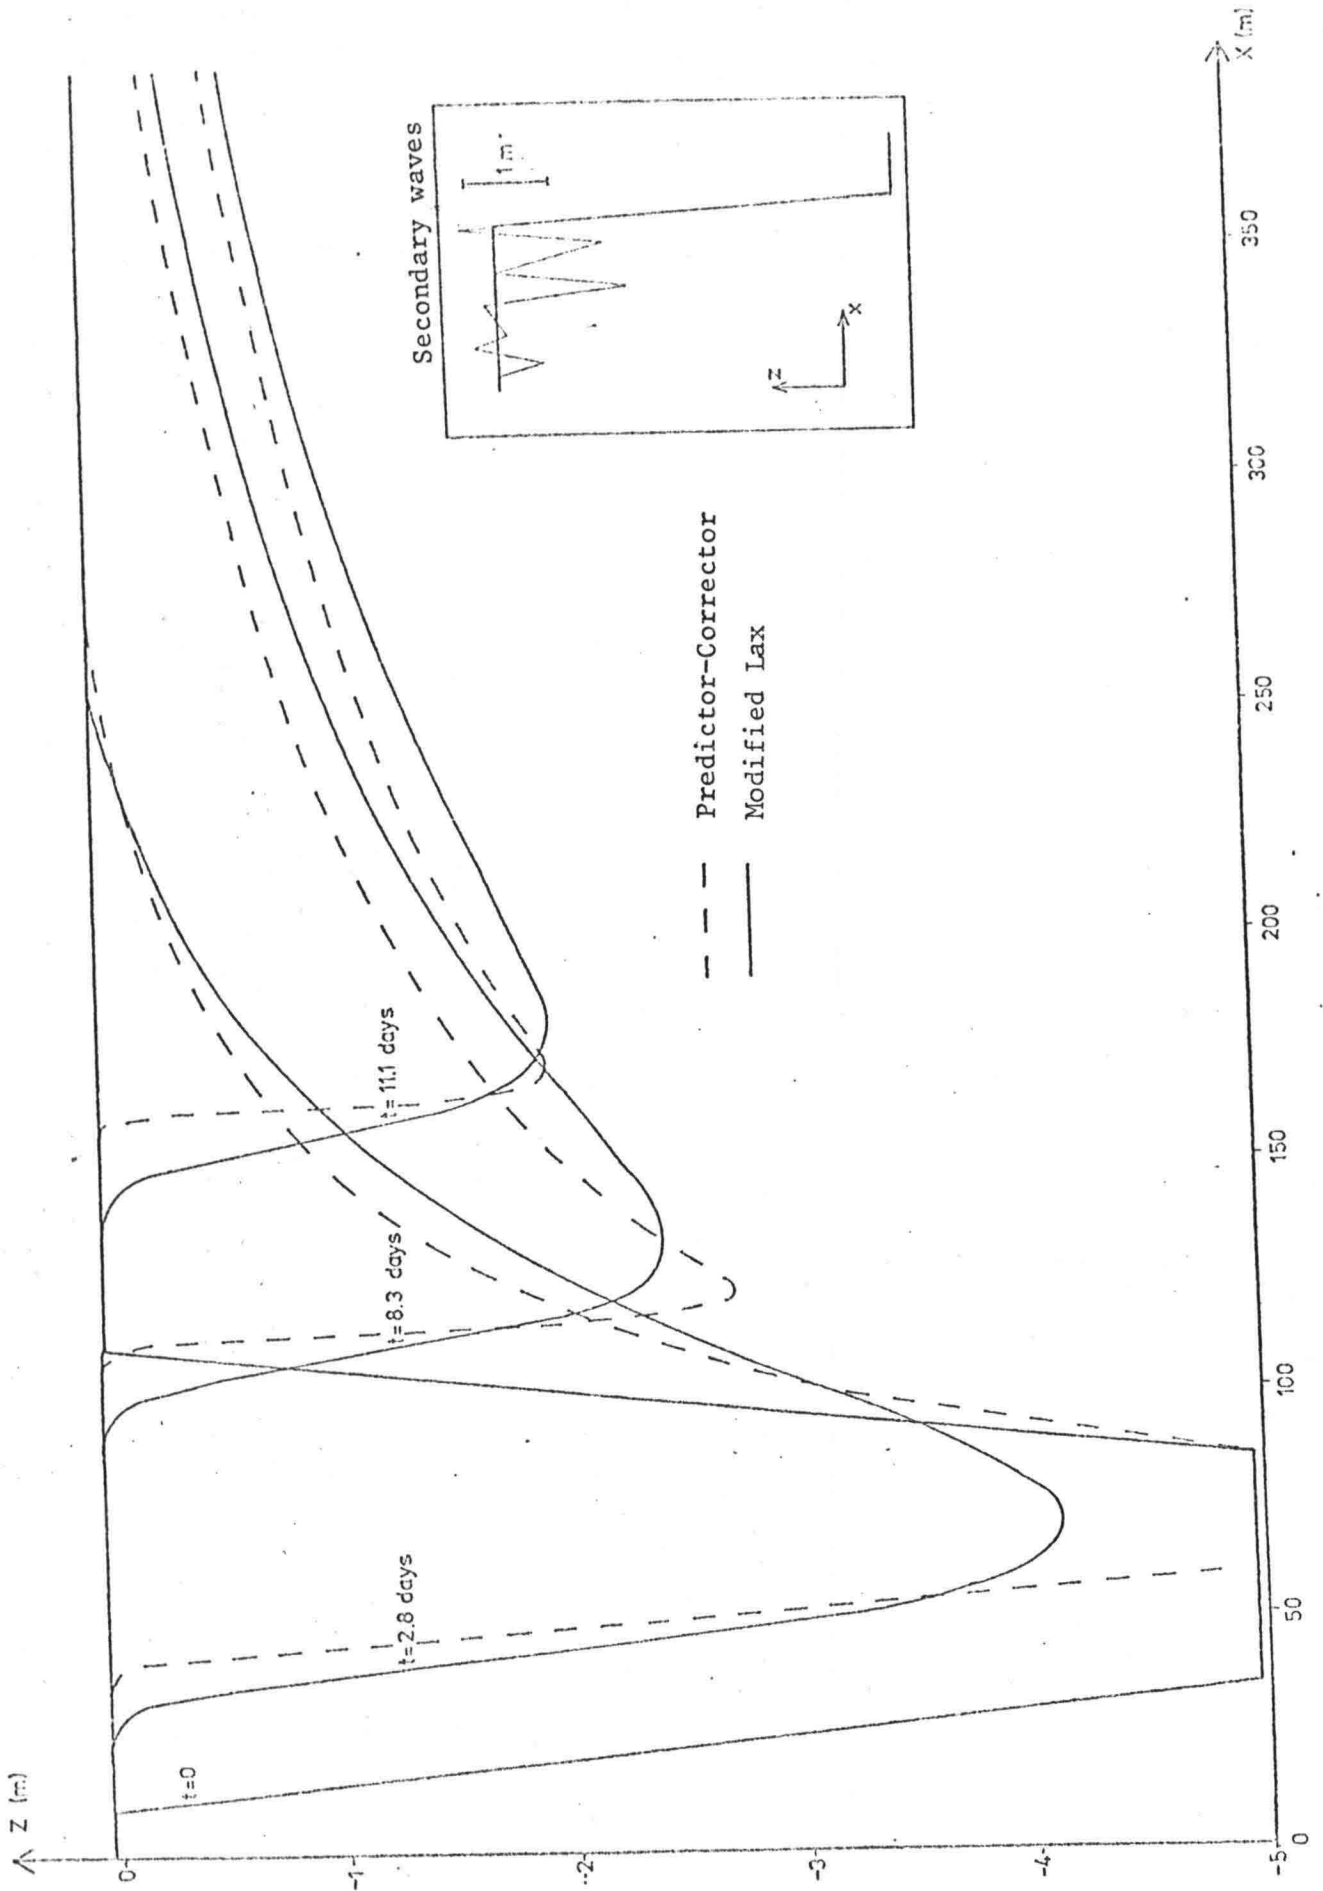 Z (m)
0
-1
-2
-3
-4
-5
0
50
100
150
200
250
300
350
X (m)
t=0
t=2.8 days
t=8.3 days
t=11.1 days
Predictor-Corrector
Modified Lax
Secondary waves
1m
z
x